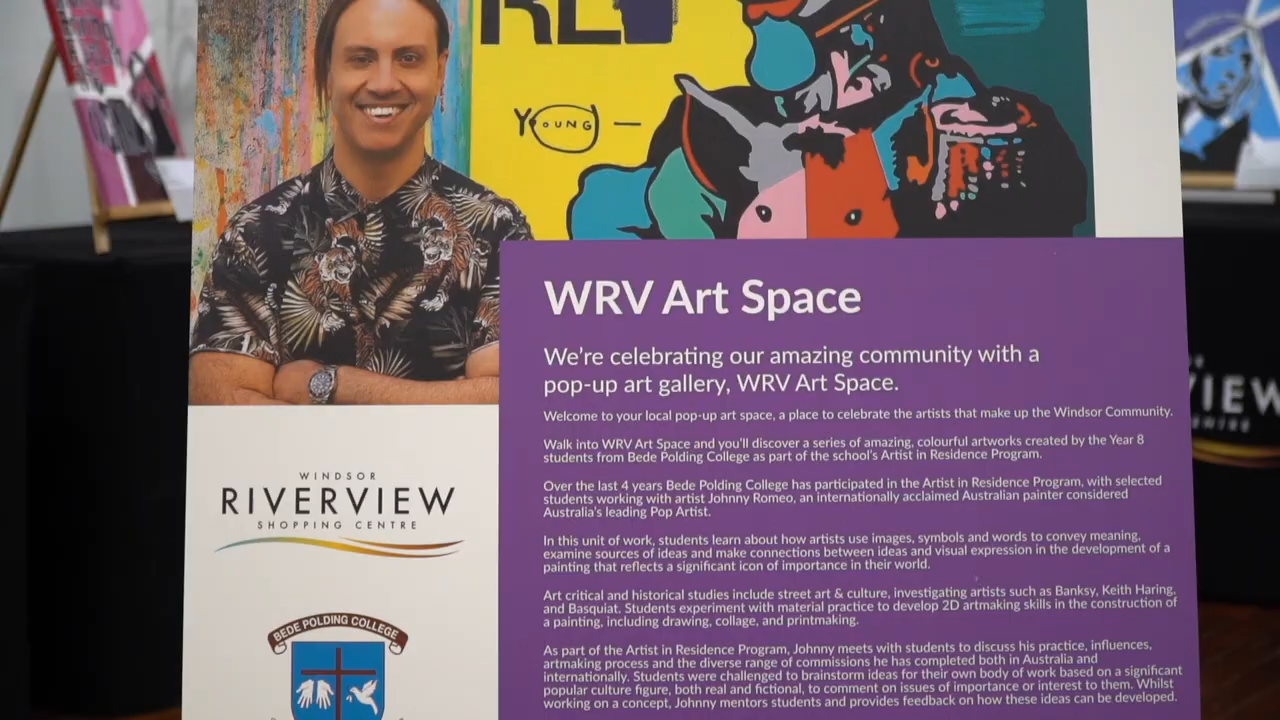 YOUNG —
WRV Art Space
We're celebrating our amazing community with a
pop-up art gallery, WRV Art Space.
Welcome to your local pop-up art space, a place to celebrate the artists that make up the Windsor Community.
Walk into WRV Art Space and you'll discover a series of amazing, colourful artworks created by the Year 8
students from Bede Polding College as part of the school's Artist in Residence Program.
Over the last 4 years Bede Polding College has participated in the Artist in Residence Program, with selected
students working with artist Johnny Romeo, an internationally acclaimed Australian painter considered
Australia's leading Pop Artist.
In this unit of work, students learn about how artists use images, symbols and words to convey meaning,
examine sources of ideas and make connections between ideas and visual expression in the development of a
painting that reflects a significant icon of importance in their world.
Art critical and historical studies include street art & culture, investigating artists such as Banksy, Keith Haring,
and Basquiat. Students experiment with material practice to develop 2D artmaking skills in the construction of
a painting, including drawing, collage, and printmaking.
As part of the Artist in Residence Program, Johnny meets with students to discuss his practice, influences,
artmaking process and the diverse range of commissions he has completed both in Australia and
internationally. Students were challenged to brainstorm ideas for their own body of work based on a significant
popular culture figure, both real and fictional, to comment on issues of importance or interest to them. Whilst
working on a concept, Johnny mentors students and provides feedback on how these ideas can be developed.
WINDSOR
RIVERVIEW
SHOPPING CENTRE
BEDE POLDING COLLEGE